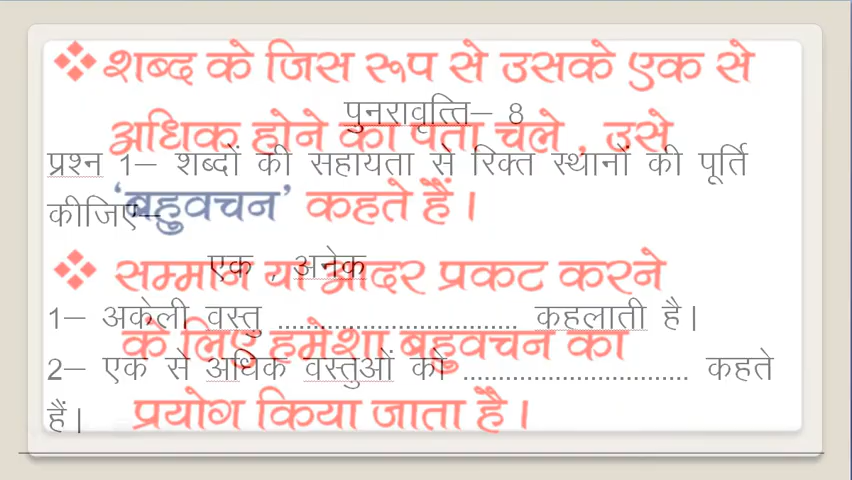 ❖ शब्द के जिस रूप से उसके एक से
अधिक होने का पता चले , उसे
‘बहुवचन’ कहते हैं ।
❖ सम्मान या आदर प्रकट करने
के लिए हमेशा बहुवचन का
प्रयोग किया जाता है ।
पुनरावृत्ति– 8
प्रश्न 1– शब्दों की सहायता से रिक्त स्थानों की पूर्ति
कीजिए–
एक , अनेक
1– अकेली वस्तु .................................. कहलाती है।
2– एक से अधिक वस्तुओं को ................................ कहते
हैं।